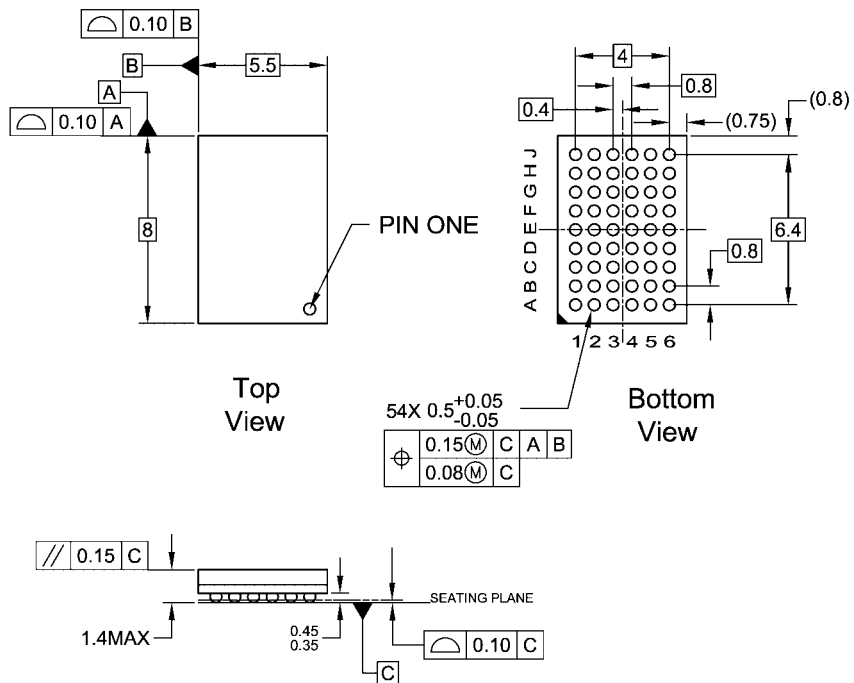 ⌓ 0.10 B
B
5.5
A
⌓ 0.10 A
8
PIN ONE
Top
View
4
0.8
0.4
(0.75)
(0.8)
J
H
G
F
E
D
C
B
A
6.4
0.8
1 2 3 4 5 6
54X 0.5 +0.05
-0.05
⌖ 0.15Ⓜ C A B
0.08Ⓜ C
Bottom
View
// 0.15 C
1.4MAX
0.45
0.35
SEATING PLANE
⌓ 0.10 C
C